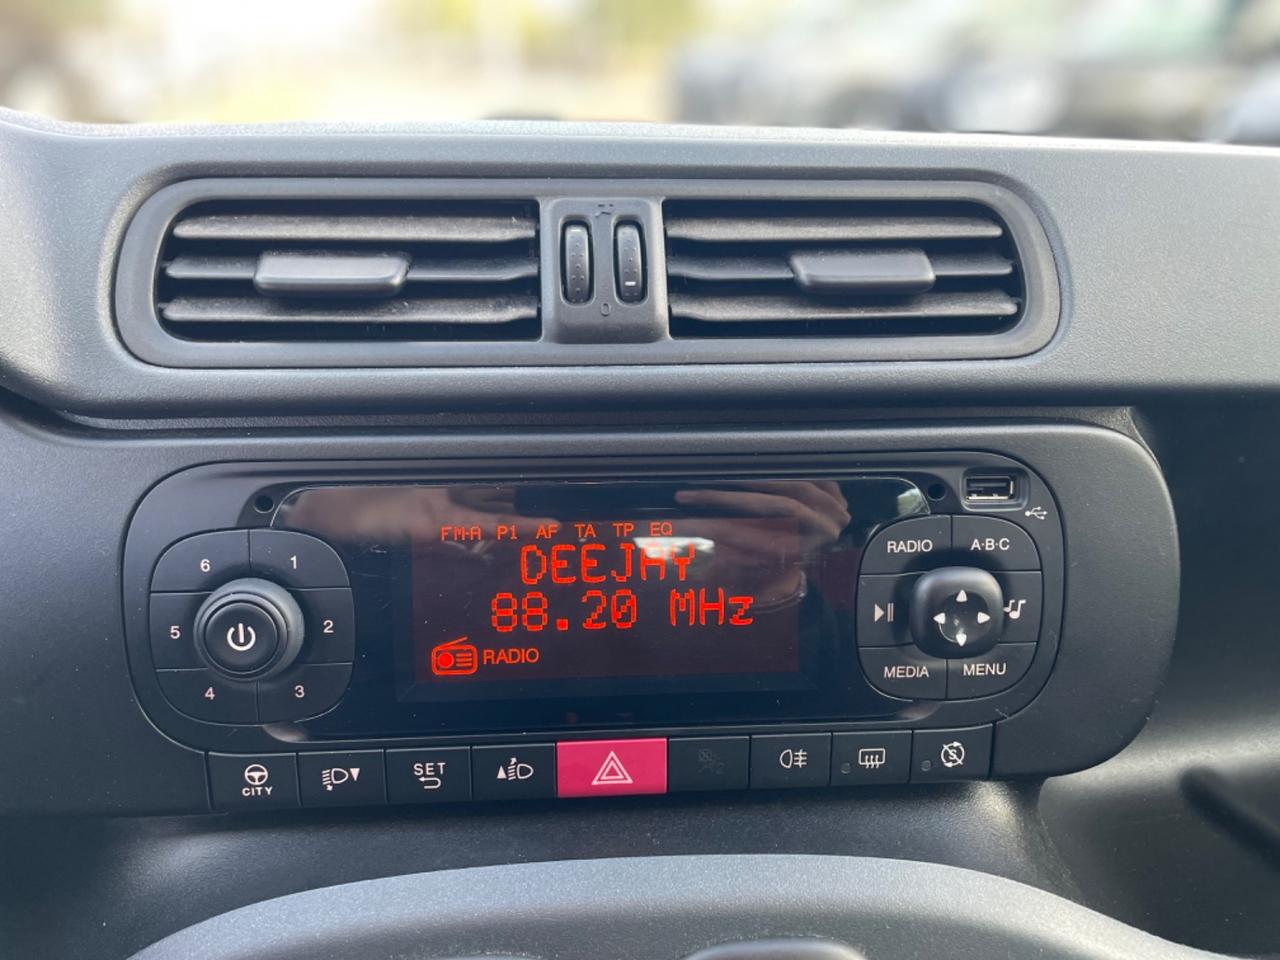 0
FM-A P1 AF TA TP EQ
DEEJAY
88.20 MHz
RADIO
6 1
5 2
4 3
RADIO A·B·C
MEDIA MENU
CITY
SET